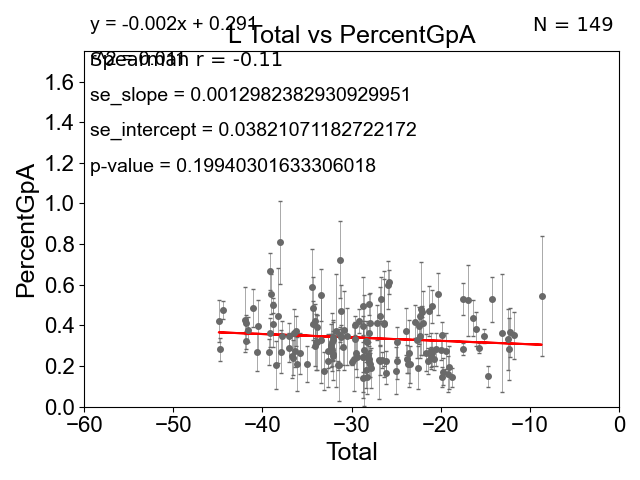 y = -0.002x + 0.291
N = 149
L Total vs PercentGpA
Spearman r = -0.11
se_slope = 0.0012982382930929951
se_intercept = 0.03821071182722172
p-value = 0.19940301633306018
PercentGpA
1.6
1.4
1.2
1.0
0.8
0.6
0.4
0.2
0.0
−60 −50 −40 −30 −20 −10 0
Total